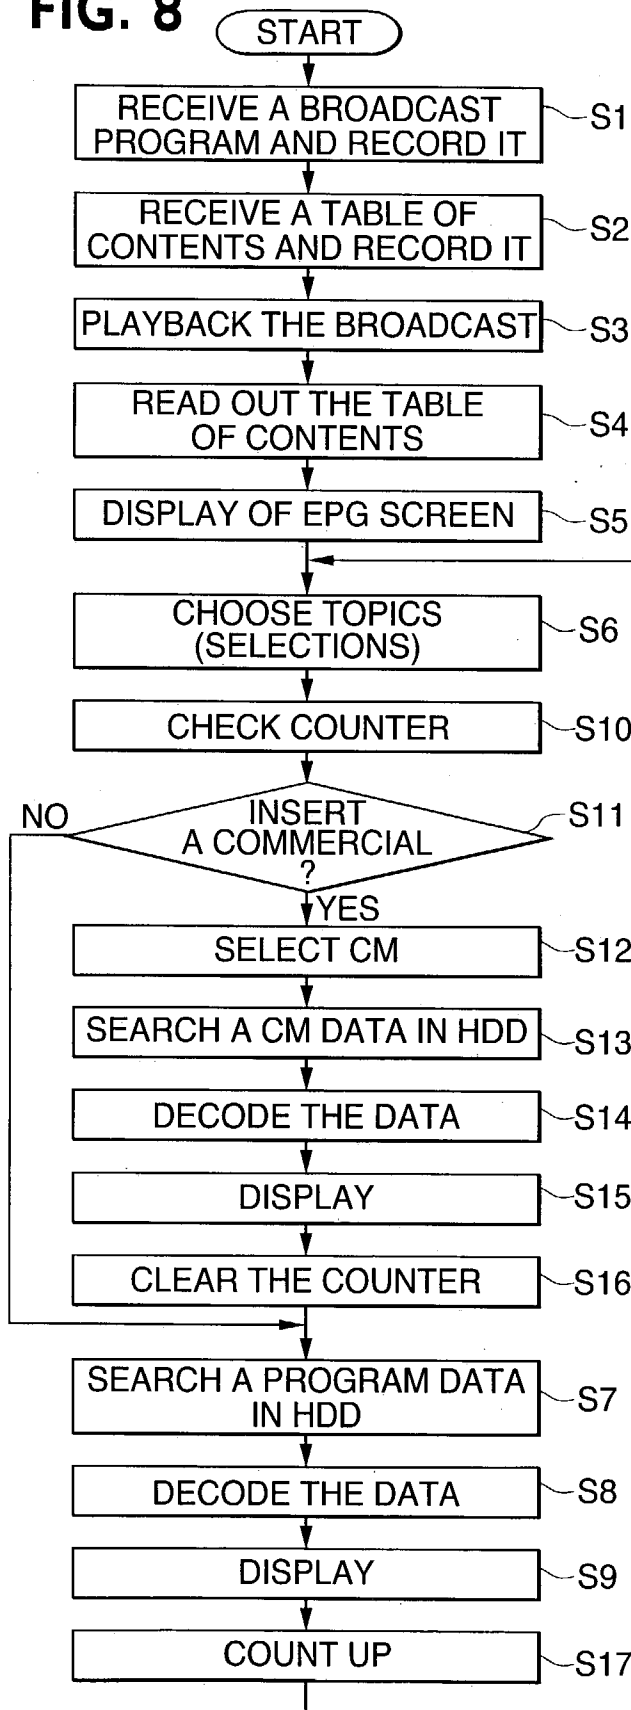 FIG. 8
START
RECEIVE A BROADCAST
PROGRAM AND RECORD IT
S1
RECEIVE A TABLE OF
CONTENTS AND RECORD IT
S2
PLAYBACK THE BROADCAST
S3
READ OUT THE TABLE
OF CONTENTS
S4
DISPLAY OF EPG SCREEN
S5
CHOOSE TOPICS
(SELECTIONS)
S6
CHECK COUNTER
S10
NO
INSERT
A COMMERCIAL
?
S11
YES
SELECT CM
S12
SEARCH A CM DATA IN HDD
S13
DECODE THE DATA
S14
DISPLAY
S15
CLEAR THE COUNTER
S16
SEARCH A PROGRAM DATA
IN HDD
S7
DECODE THE DATA
S8
DISPLAY
S9
COUNT UP
S17